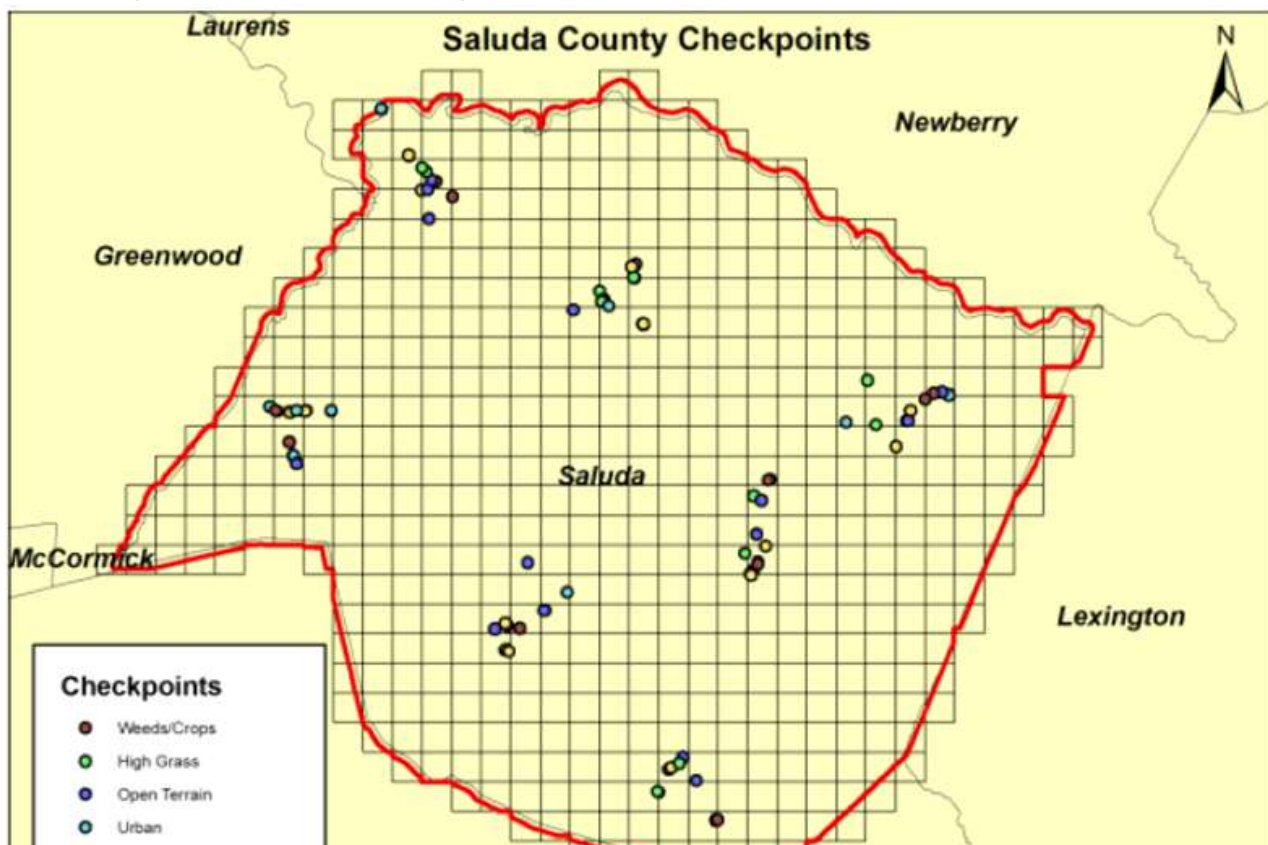 Laurens
Saluda County Checkpoints
N
Newberry
Greenwood
Saluda
McCormick
Lexington
Checkpoints
Weeds/Crops
High Grass
Open Terrain
Urban